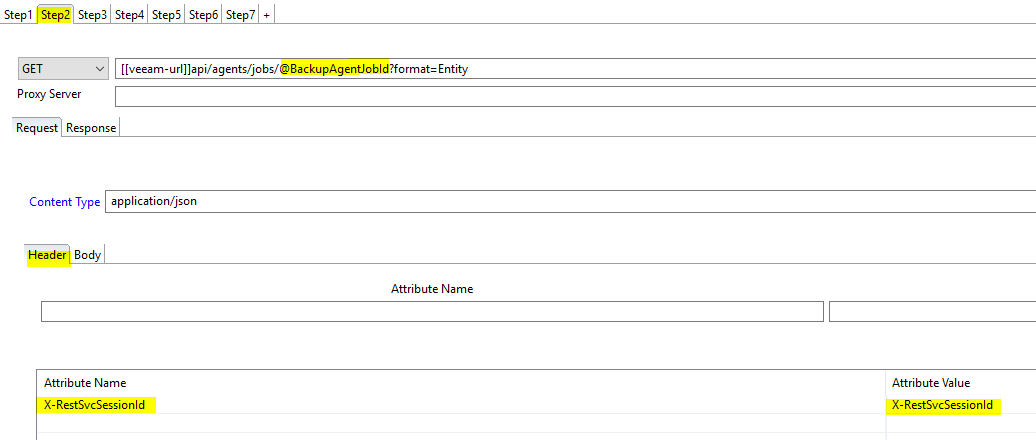 Step1 Step2 Step3 Step4 Step5 Step6 Step7 +
GET [[veeam-url]]api/agents/jobs/@BackupAgentJobId?format=Entity
Proxy Server
Request Response
Content Type application/json
Header Body
Attribute Name
Attribute Name Attribute Value
X-RestSvcSessionId X-RestSvcSessionId